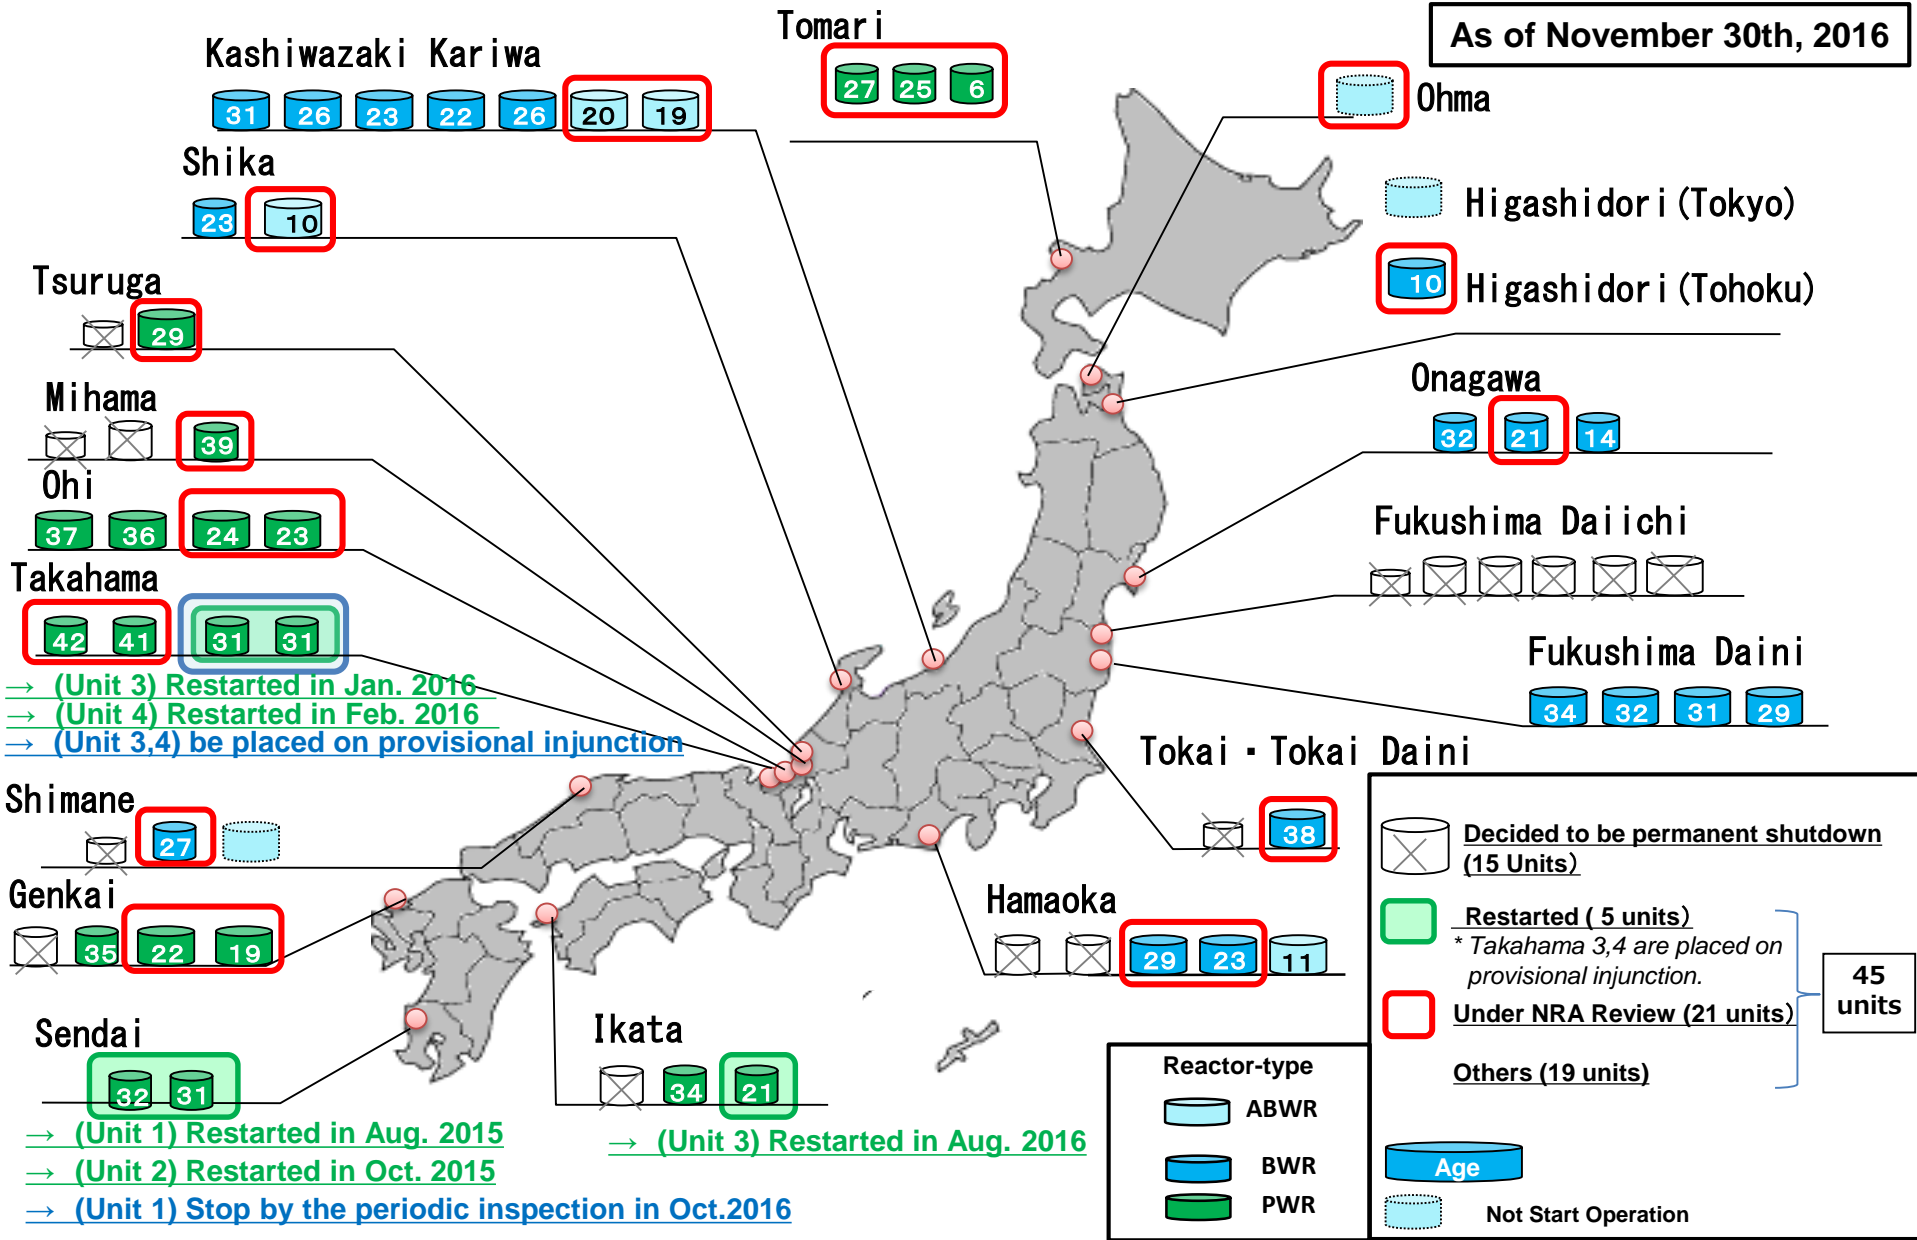 As of November 30th, 2016
Tomari
27 25 6
Kashiwazaki Kariwa
31 26 23 22 26 20 19
Ohma
Shika
23 10
Higashidori(Tokyo)
10 Higashidori(Tohoku)
Tsuruga
29
Mihama
39
Onagawa
32 21 14
Ohi
37 36 24 23
Fukushima Daiichi
Takahama
42 41 31 31
→ (Unit 3) Restarted in Jan. 2016
→ (Unit 4) Restarted in Feb. 2016
→ (Unit 3,4) be placed on provisional injunction
Fukushima Daini
34 32 31 29
Tokai・Tokai Daini
38
Shimane
27
Genkai
35 22 19
Hamaoka
29 23 11
Sendai
32 31
→ (Unit 1) Restarted in Aug. 2015
→ (Unit 2) Restarted in Oct. 2015
→ (Unit 1) Stop by the periodic inspection in Oct.2016
Ikata
34 21
→ (Unit 3) Restarted in Aug. 2016
Reactor-type
ABWR
BWR
PWR
Decided to be permanent shutdown
(15 Units)
Restarted ( 5 units)
* Takahama 3,4 are placed on
provisional injunction.
Under NRA Review (21 units)
Others (19 units)
45
units
Age
Not Start Operation